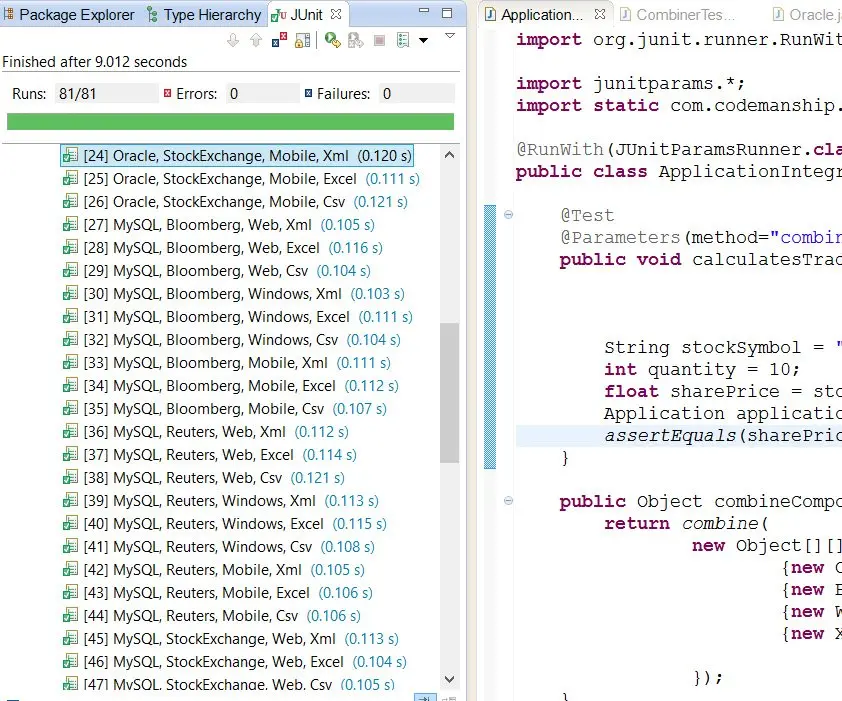 Package Explorer Type Hierarchy JUnit
Finished after 9.012 seconds
Runs: 81/81 Errors: 0 Failures: 0
[24] Oracle, StockExchange, Mobile, Xml (0.120 s)
[25] Oracle, StockExchange, Mobile, Excel (0.111 s)
[26] Oracle, StockExchange, Mobile, Csv (0.121 s)
[27] MySQL, Bloomberg, Web, Xml (0.105 s)
[28] MySQL, Bloomberg, Web, Excel (0.116 s)
[29] MySQL, Bloomberg, Web, Csv (0.104 s)
[30] MySQL, Bloomberg, Windows, Xml (0.103 s)
[31] MySQL, Bloomberg, Windows, Excel (0.111 s)
[32] MySQL, Bloomberg, Windows, Csv (0.104 s)
[33] MySQL, Bloomberg, Mobile, Xml (0.111 s)
[34] MySQL, Bloomberg, Mobile, Excel (0.112 s)
[35] MySQL, Bloomberg, Mobile, Csv (0.107 s)
[36] MySQL, Reuters, Web, Xml (0.112 s)
[37] MySQL, Reuters, Web, Excel (0.114 s)
[38] MySQL, Reuters, Web, Csv (0.121 s)
[39] MySQL, Reuters, Windows, Xml (0.113 s)
[40] MySQL, Reuters, Windows, Excel (0.115 s)
[41] MySQL, Reuters, Windows, Csv (0.108 s)
[42] MySQL, Reuters, Mobile, Xml (0.105 s)
[43] MySQL, Reuters, Mobile, Excel (0.106 s)
[44] MySQL, Reuters, Mobile, Csv (0.106 s)
[45] MySQL, StockExchange, Web, Xml (0.113 s)
[46] MySQL, StockExchange, Web, Excel (0.104 s)
[47] MySQL, StockExchange, Web, Csv (0.105 s)
Application... CombinerTes... Oracle.j
import org.junit.runner.RunWit
import junitparams.*;
import static com.codemanship.
@RunWith(JUnitParamsRunner.cla
public class ApplicationIntegr
@Test
@Parameters(method="combin
public void calculatesTrac
String stockSymbol = "
int quantity = 10;
float sharePrice = sto
Application applicatio
assertEquals(sharePric
}
public Object combineCompo
return combine(
new Object[][]
{new
{new
{new
{new
});
}